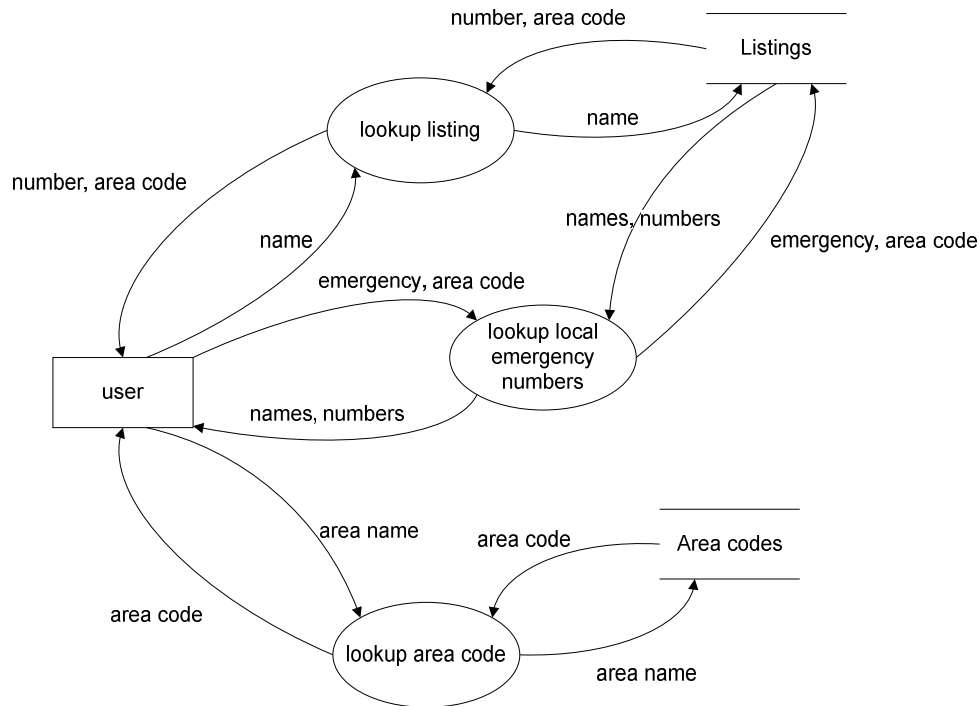 number, area code
Listings
lookup listing
name
number, area code
name
names, numbers
emergency, area code
emergency, area code
lookup local
emergency
numbers
user
names, numbers
area name
area code
Area codes
area code
lookup area code
area name